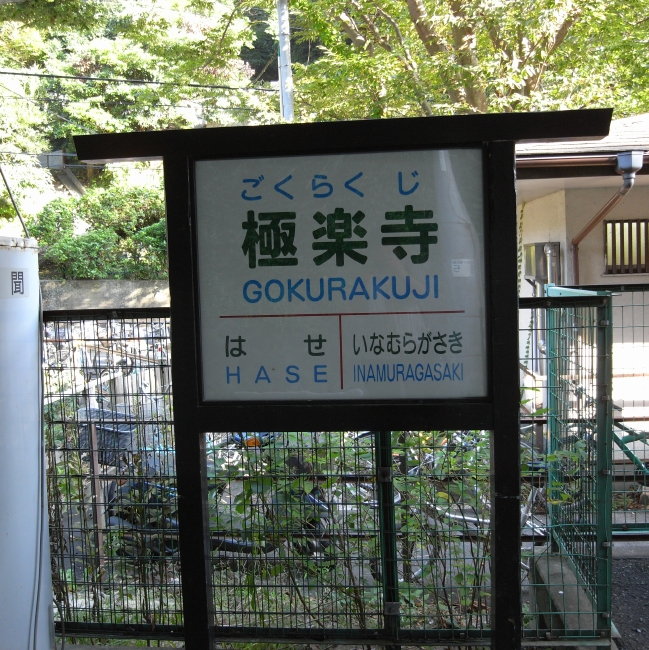 ごくらくじ
極楽寺
GOKURAKUJI
はせ いなむらがさき
HASE INAMURAGASAKI
聞